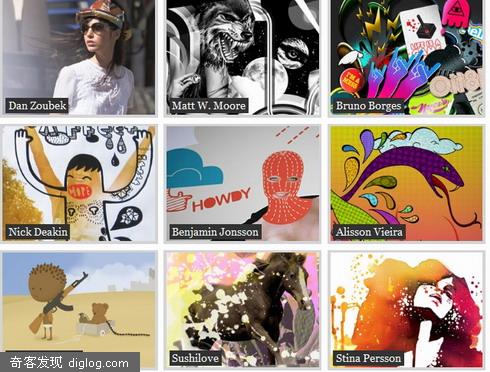 Dan Zoubek
Matt W. Moore
Bruno Borges
Nick Deakin
HOWDY
Benjamin Jonsson
Alisson Vieira
奇客发现 diglog.com
Sushilove
Stina Persson